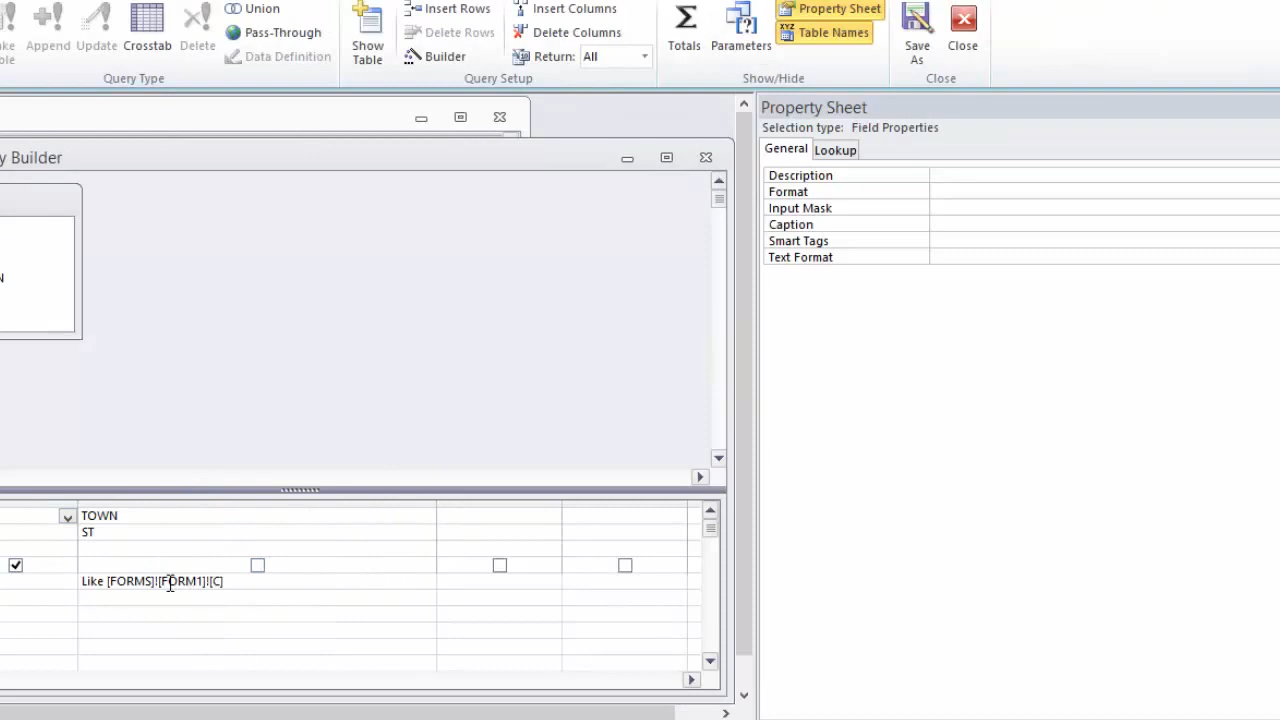 Union
Insert Rows
Insert Columns
Property Sheet
Pass-Through
Delete Rows
Delete Columns
Table Names
Append
Update
Crosstab
Delete
Data Definition
Show
Table
Builder
Return:
All
Totals
Parameters
Save
As
Close
Query Type
Query Setup
Show/Hide
Close
y Builder
N
TOWN
ST
Like [FORMS]![FORM1]![C]
Property Sheet
Selection type: Field Properties
General
Lookup
Description
Format
Input Mask
Caption
Smart Tags
Text Format